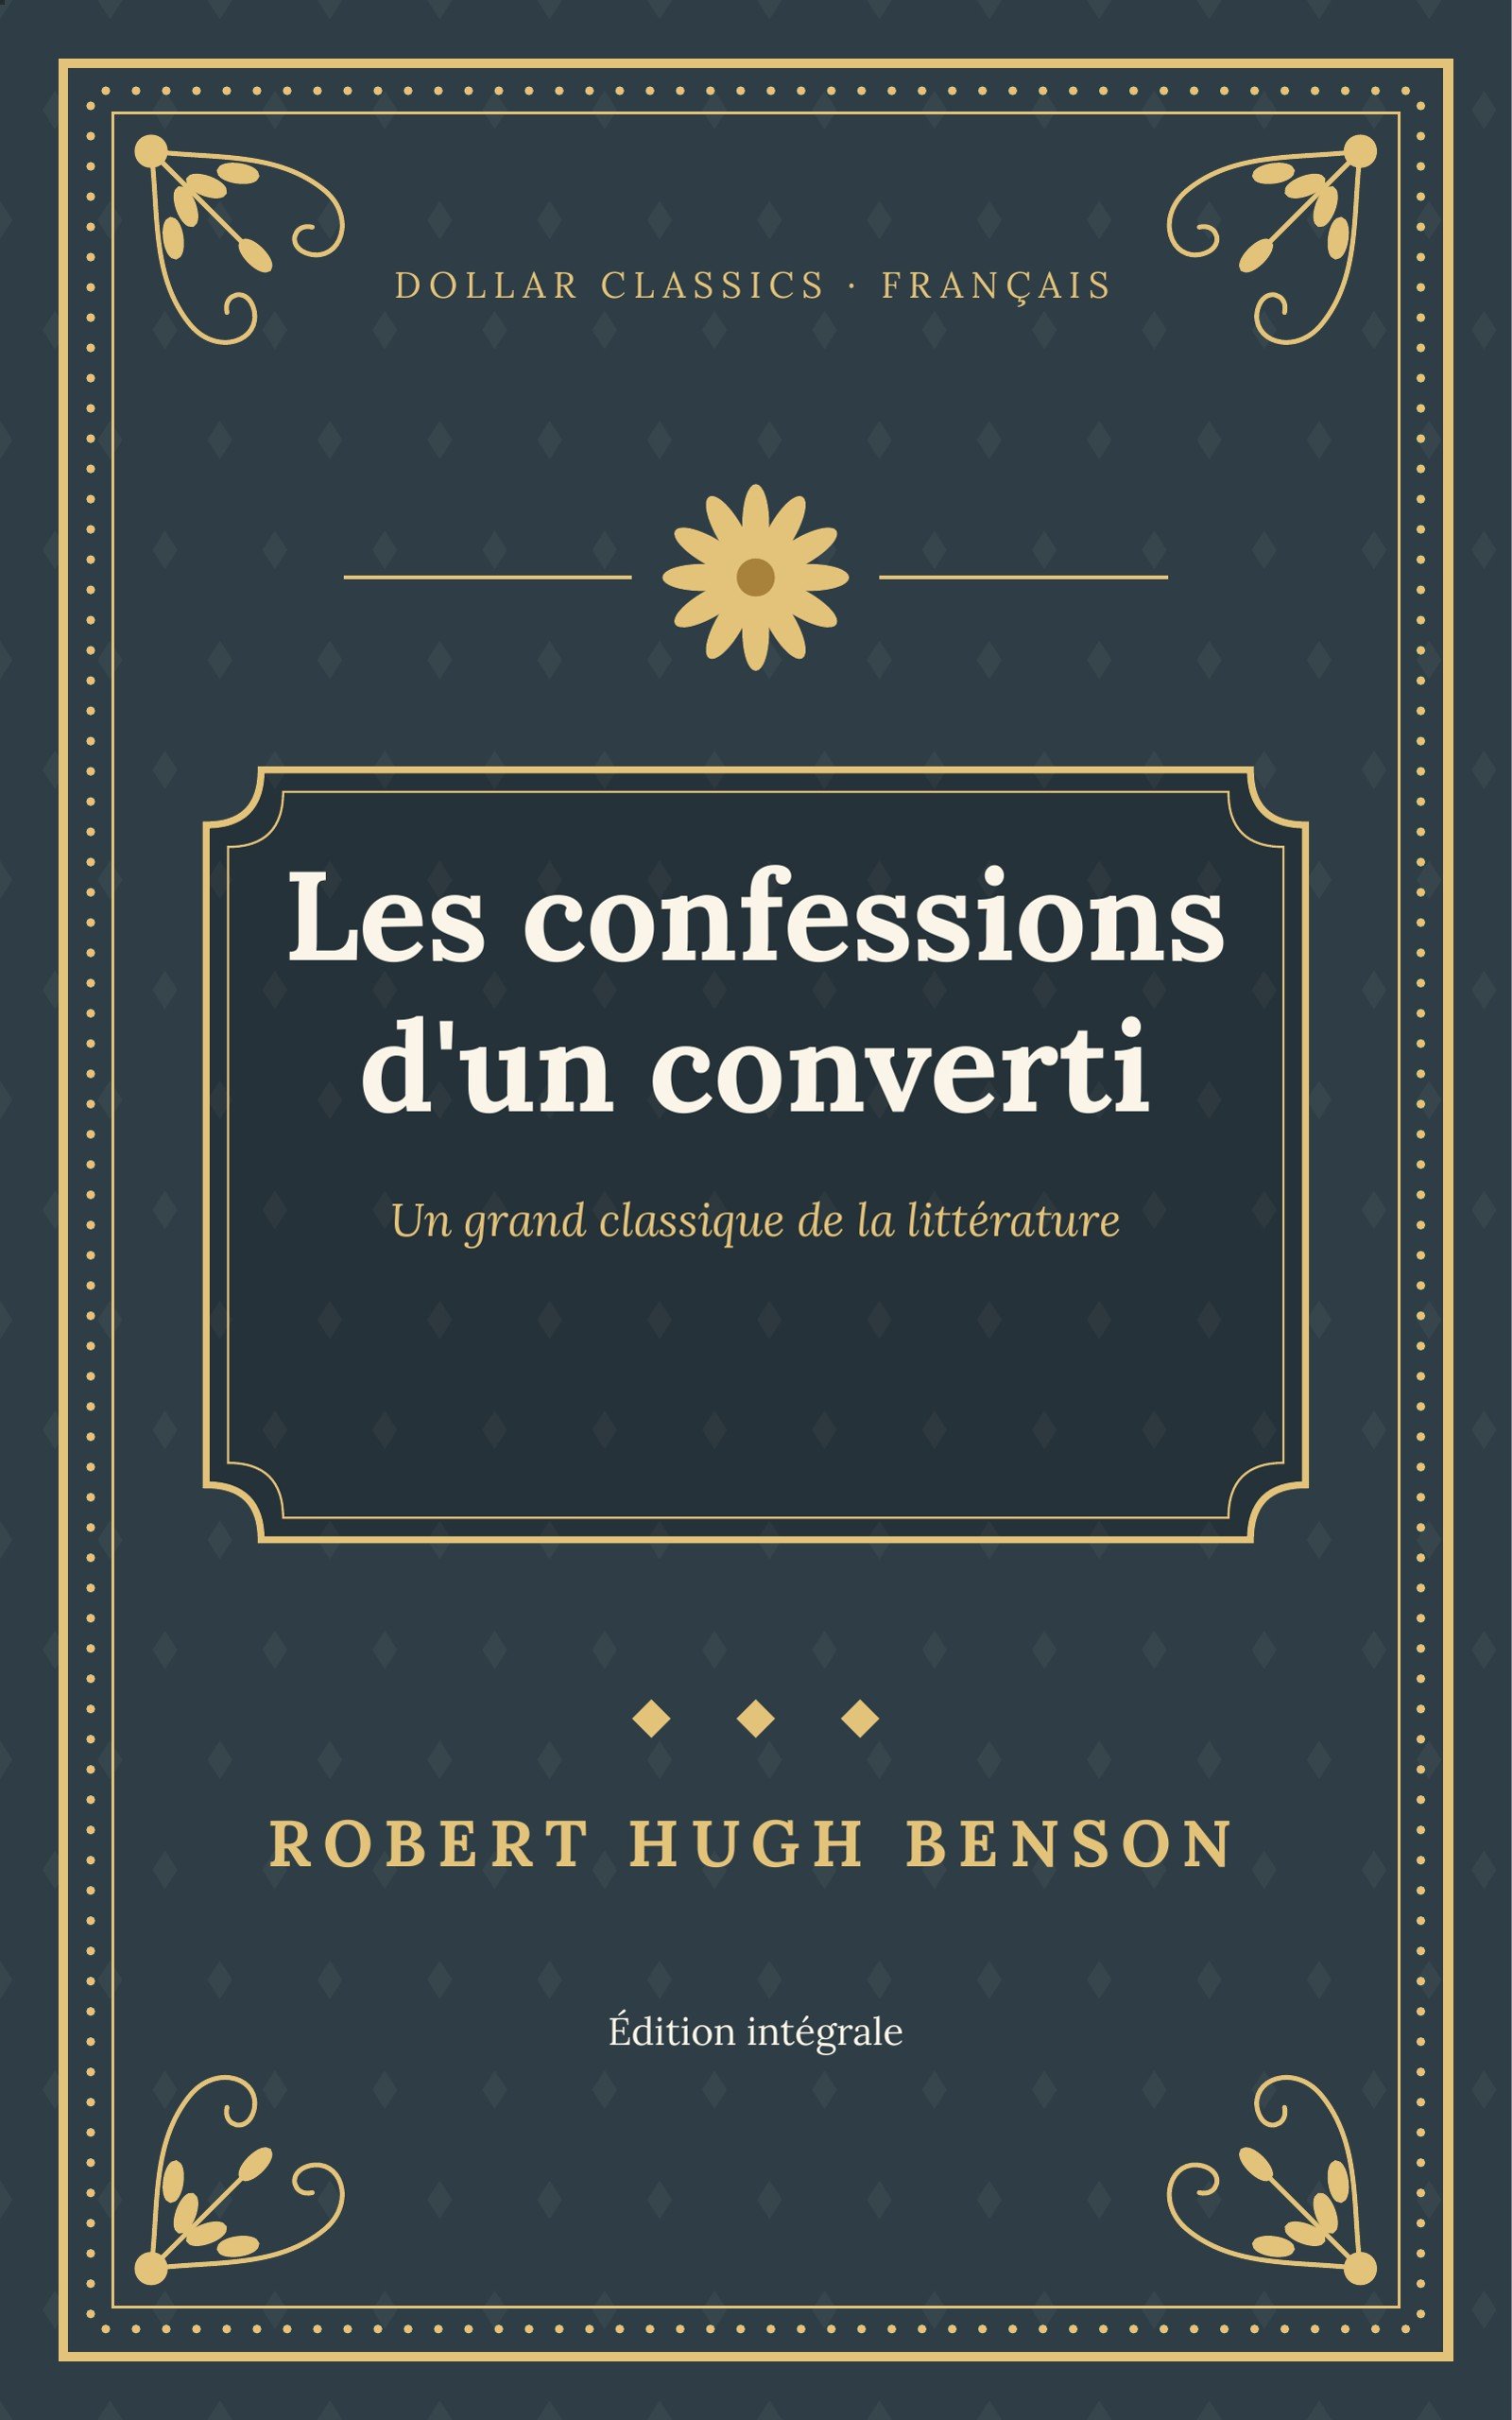 DOLLAR CLASSICS · FRANÇAIS
Les confessions
d'un converti
Un grand classique de la littérature
ROBERT HUGH BENSON
Édition intégrale